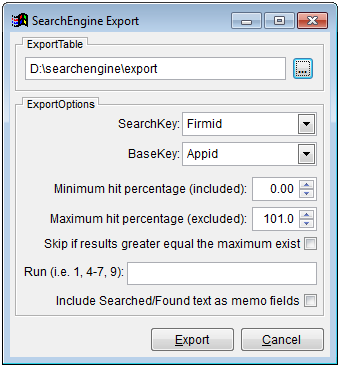 SearchEngine Export
ExportTable
D:\searchengine\export
...
ExportOptions
SearchKey: Firmid
BaseKey: Appid
Minimum hit percentage (included): 0.00
Maximum hit percentage (excluded): 101.0
Skip if results greater equal the maximum exist
Run (i.e. 1, 4-7, 9):
Include Searched/Found text as memo fields
Export Cancel